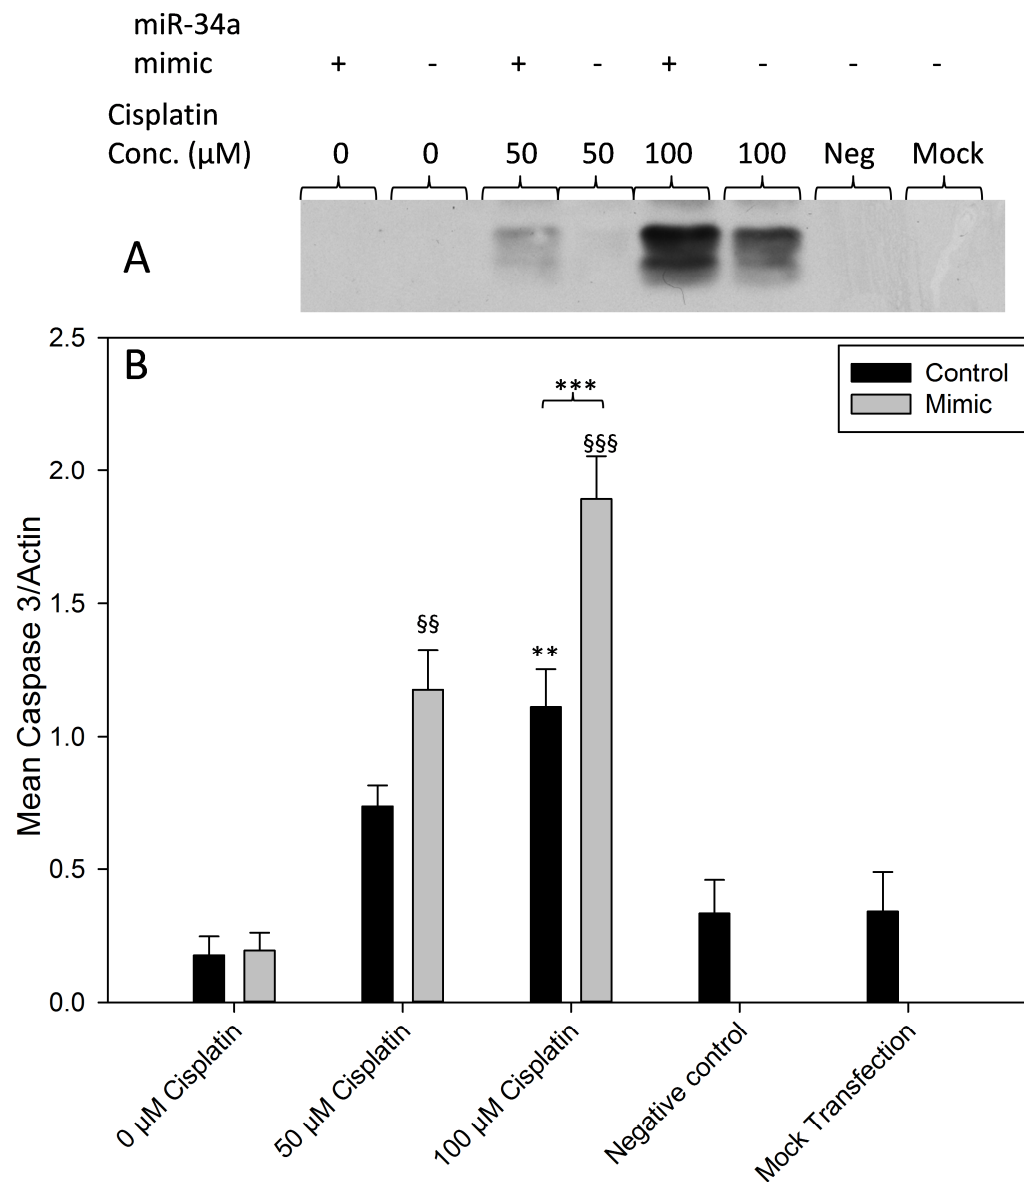 miR-34a
mimic + - + - + - - -
Cisplatin
Conc. (µM) 0 0 50 50 100 100 Neg Mock
A
B
Control
Mimic
***
§§§
§§
**
2.5
2.0
1.5
1.0
0.5
0.0
Mean Caspase 3/Actin
0 µM Cisplatin
50 µM Cisplatin
100 µM Cisplatin
Negative control
Mock Transfection